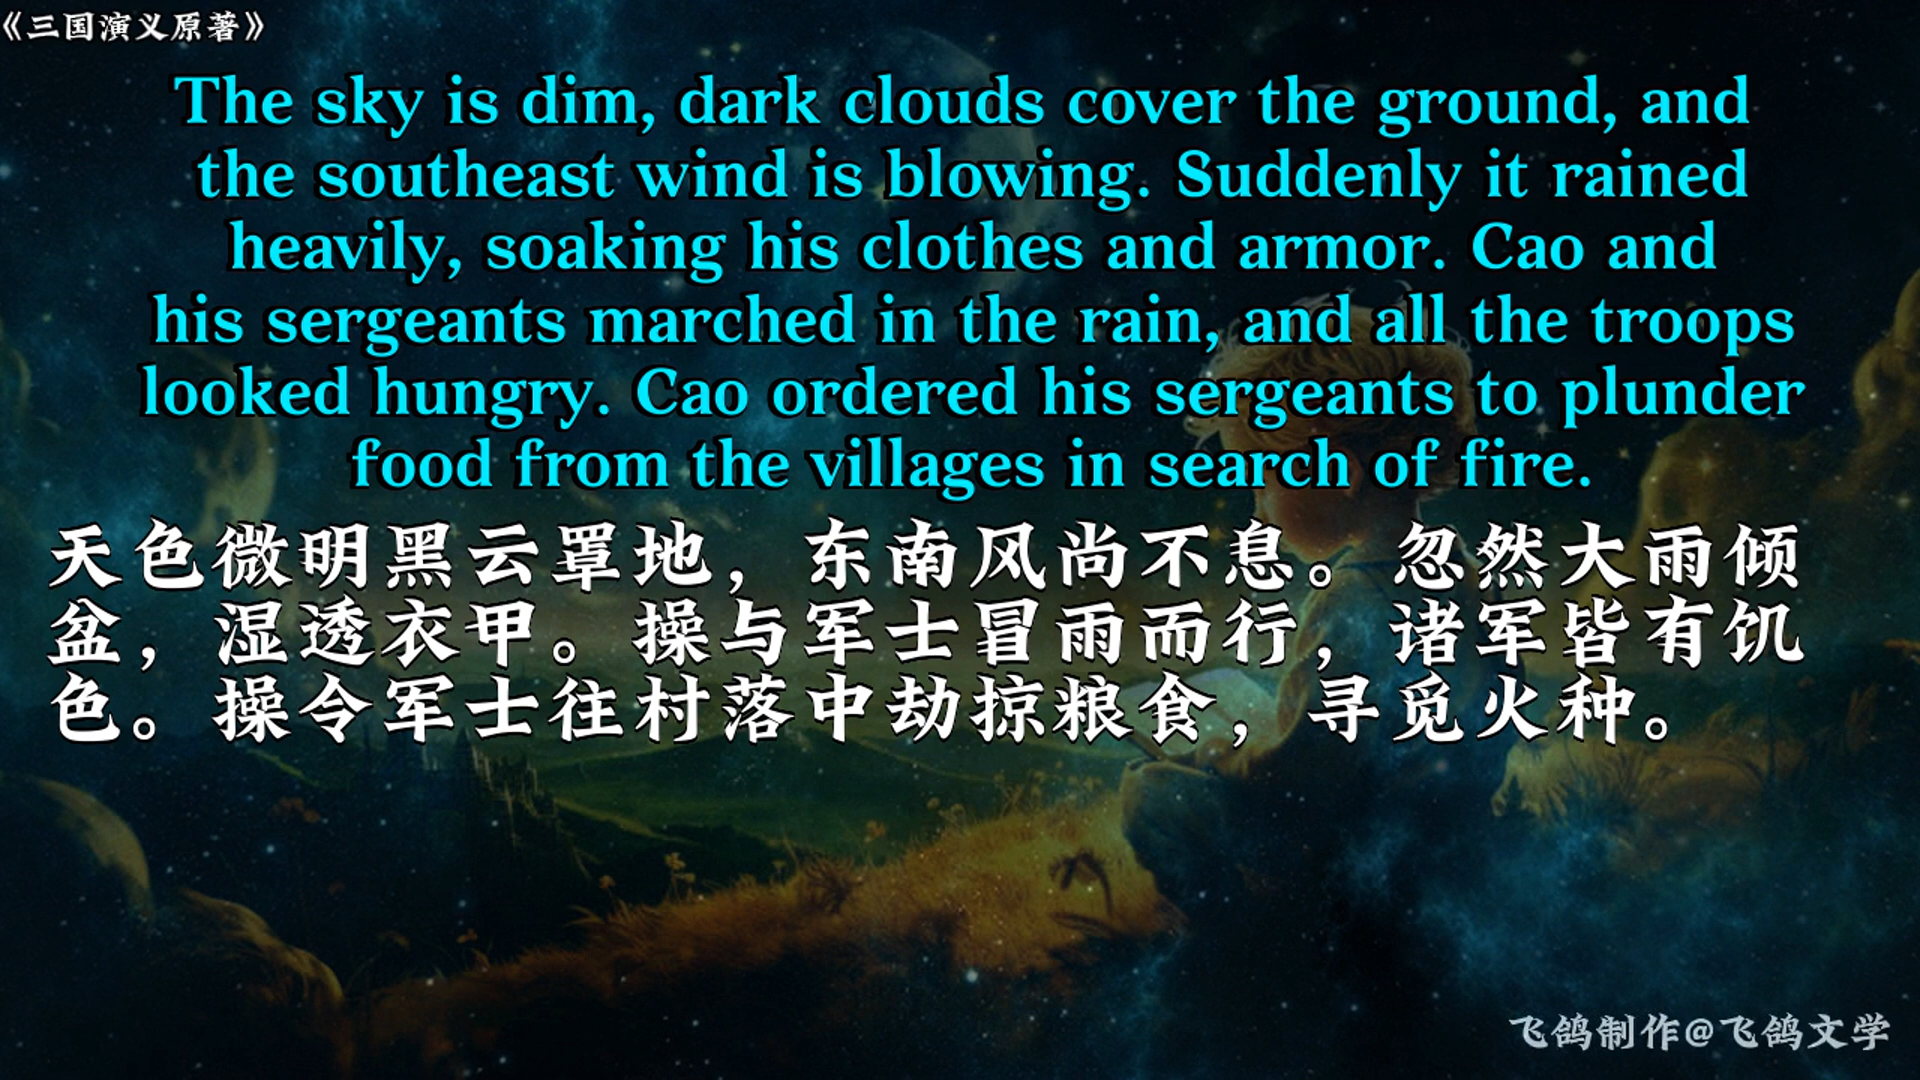 《三国演义原著》
The sky is dim, dark clouds cover the ground, and
the southeast wind is blowing. Suddenly it rained
heavily, soaking his clothes and armor. Cao and
his sergeants marched in the rain, and all the troops
looked hungry. Cao ordered his sergeants to plunder
food from the villages in search of fire.
天色微明黑云罩地，东南风尚不息。忽然大雨倾
盆，湿透衣甲。操与军士冒雨而行，诸军皆有饥
色。操令军士往村落中劫掠粮食，寻觅火种。
飞鸽制作@飞鸽文学